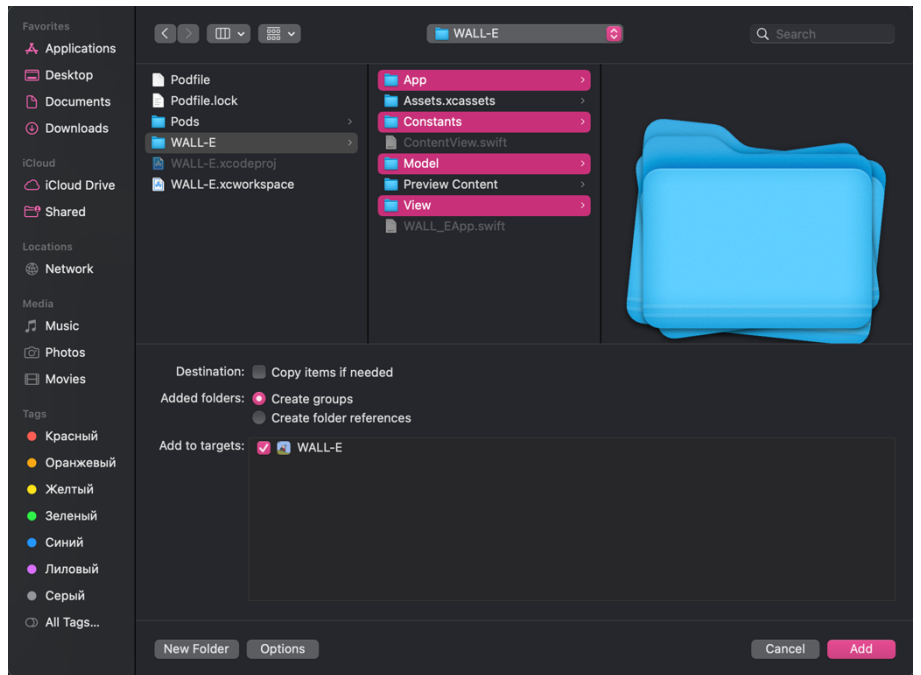 Favorites
Applications
Desktop
Documents
Downloads
iCloud
iCloud Drive
Shared
Locations
Network
Media
Music
Photos
Movies
Tags
Красный
Оранжевый
Желтый
Зеленый
Синий
Лиловый
Серый
All Tags...
WALL-E
Search
Podfile
Podfile.lock
Pods
WALL-E
WALL-E.xcodeproj
WALL-E.xcworkspace
App
Assets.xcassets
Constants
ContentView.swift
Model
Preview Content
View
WALL_EApp.swift
Destination: Copy items if needed
Added folders: Create groups
Create folder references
Add to targets: WALL-E
New Folder Options Cancel Add